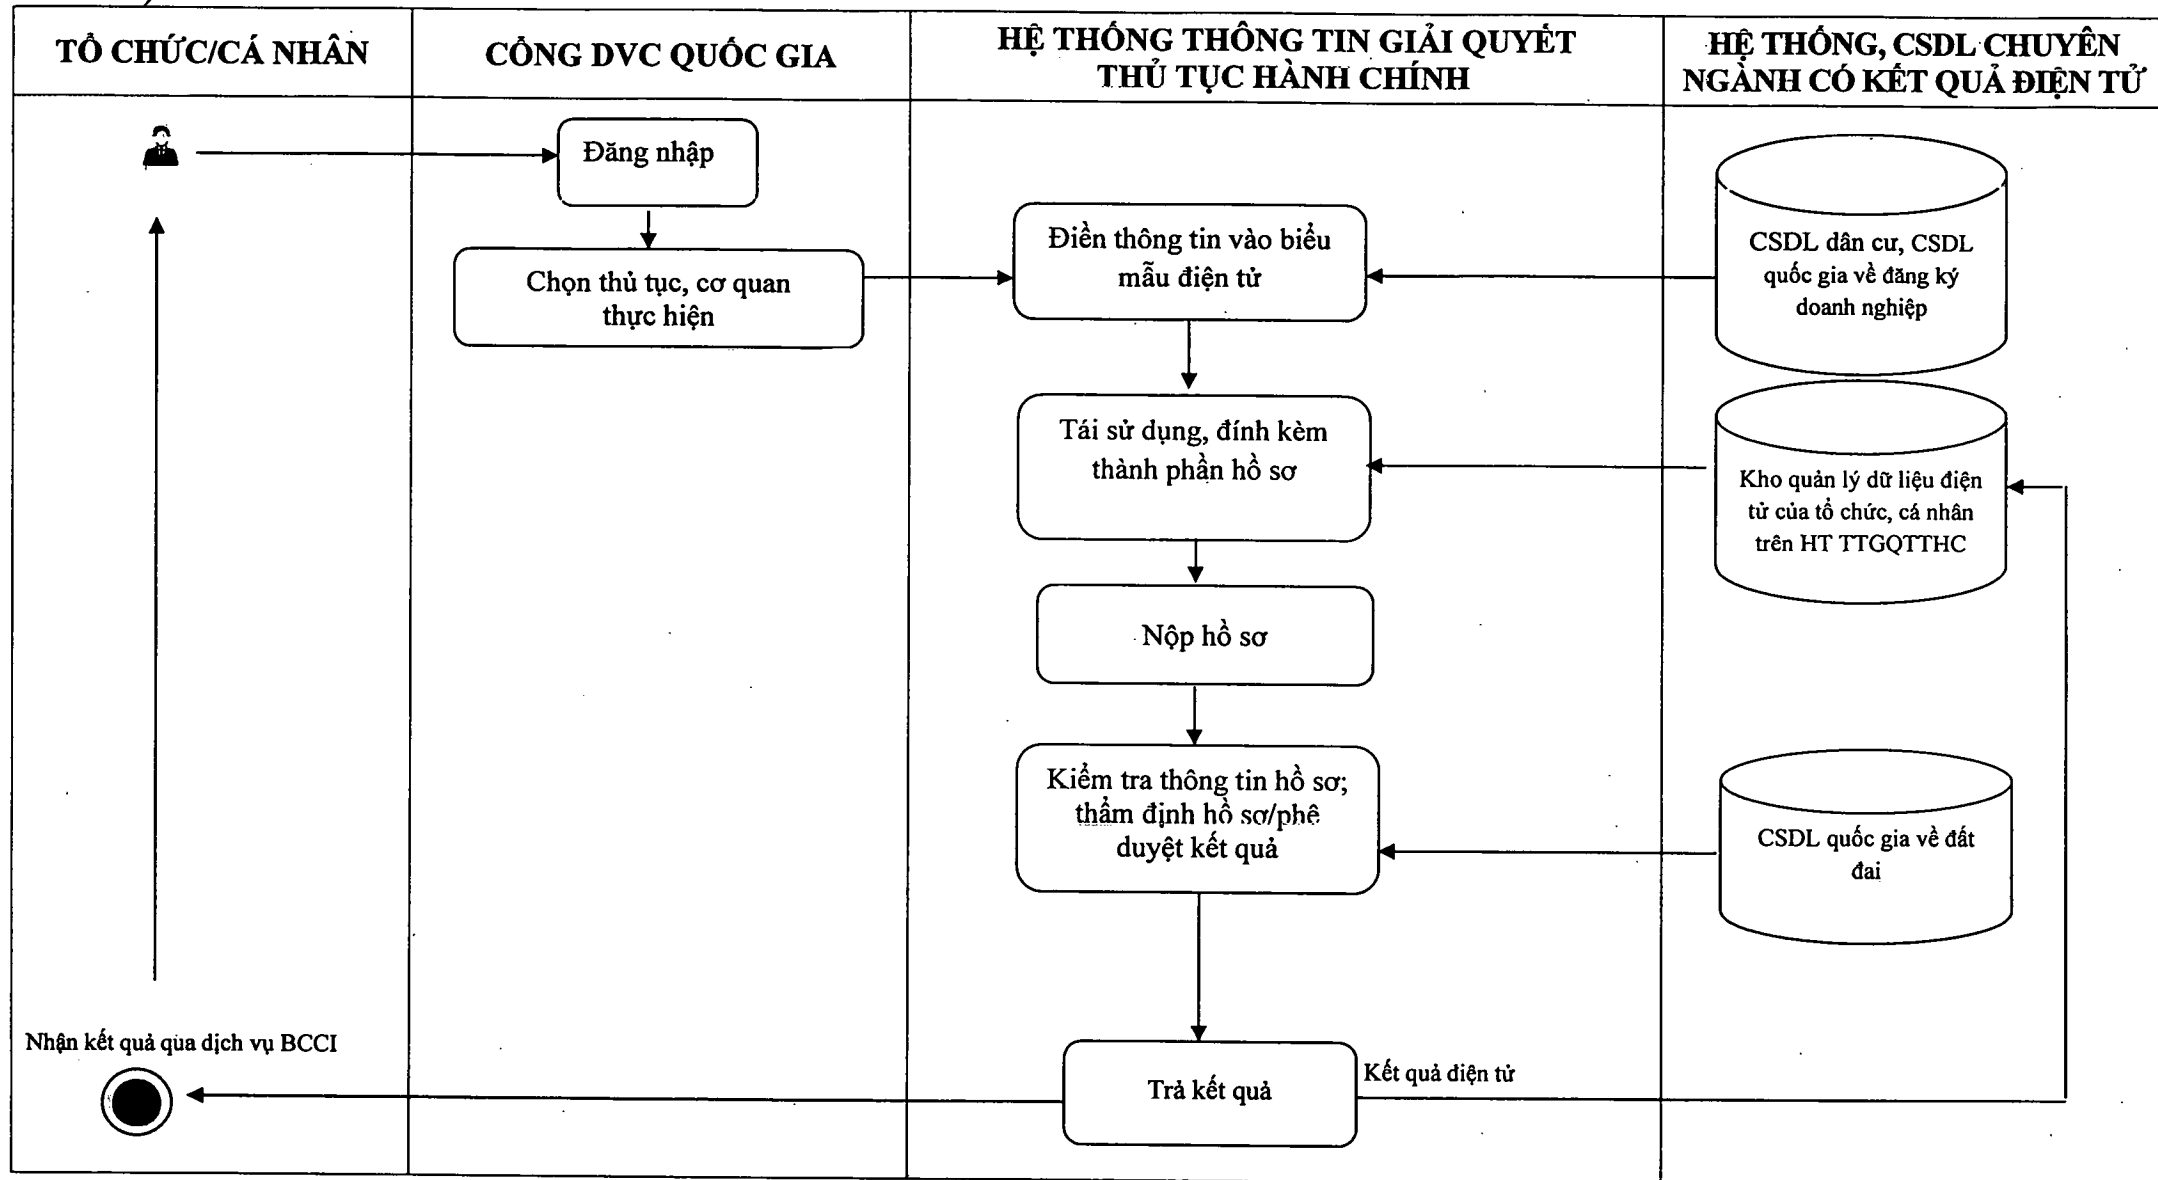 TỔ CHỨC/CÁ NHÂN
CỔNG DVC QUỐC GIA
HỆ THỐNG THÔNG TIN GIẢI QUYẾT
THỦ TỤC HÀNH CHÍNH
HỆ THỐNG, CSDL CHUYÊN
NGÀNH CÓ KẾT QUẢ ĐIỆN TỬ
Đăng nhập
Chọn thủ tục, cơ quan
thực hiện
Điền thông tin vào biểu
mẫu điện tử
CSDL dân cư, CSDL
quốc gia về đăng ký
doanh nghiệp
Tái sử dụng, đính kèm
thành phần hồ sơ
Kho quản lý dữ liệu điện
tử của tổ chức, cá nhân
trên HT TTGQTTHC
Nộp hồ sơ
Kiểm tra thông tin hồ sơ;
thẩm định hồ sơ/phê
duyệt kết quả
CSDL quốc gia về đất
đai
Nhận kết quả qua dịch vụ BCCI
Trả kết quả
Kết quả điện tử